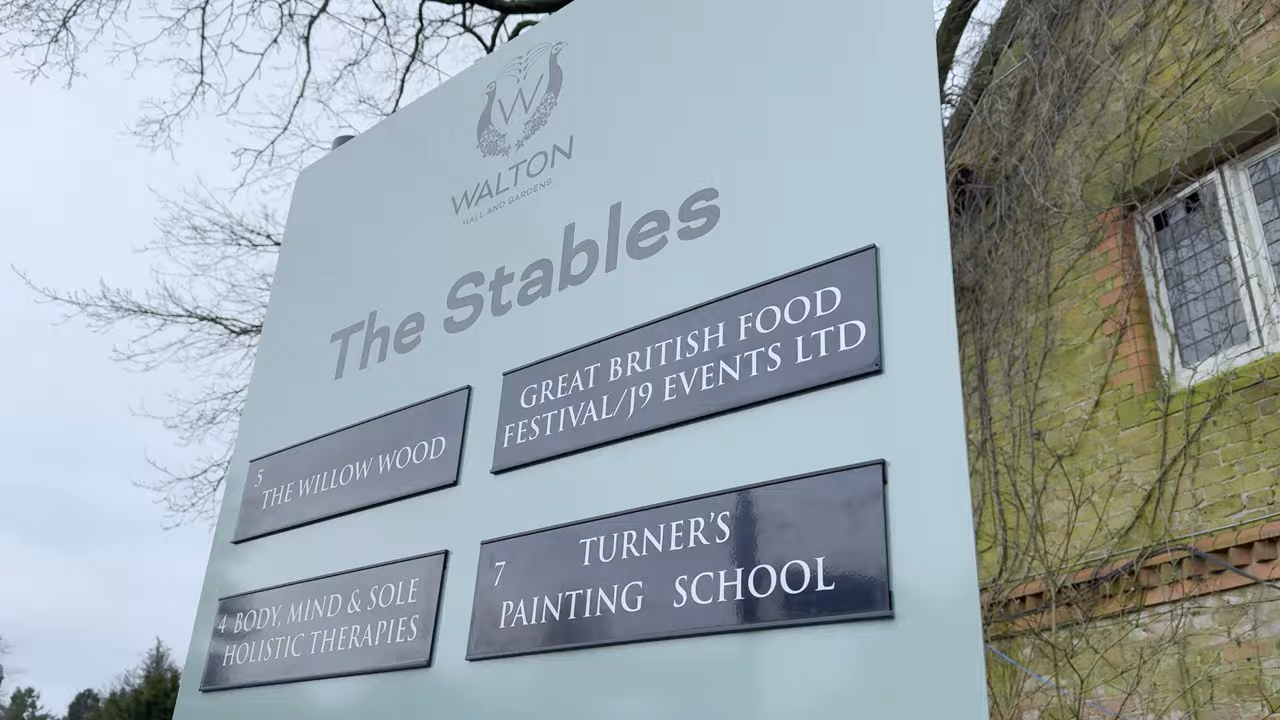 W
WALTON
HALL AND GARDENS
The Stables
5
THE WILLOW WOOD
GREAT BRITISH FOOD
FESTIVAL/J9 EVENTS LTD
4 BODY, MIND & SOLE
HOLISTIC THERAPIES
7 TURNER'S
PAINTING SCHOOL